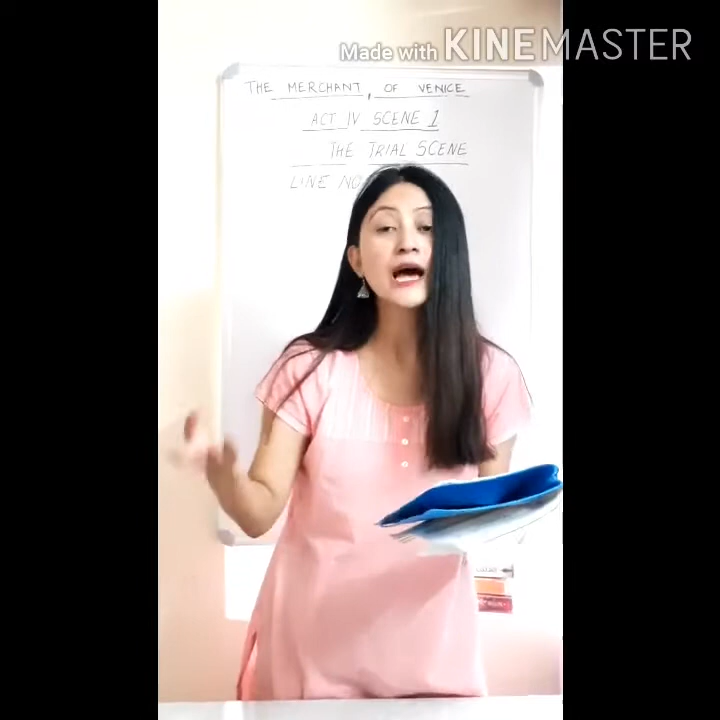 Made with KINEMASTER
THE MERCHANT, OF VENICE
ACT IV SCENE 1
THE TRIAL SCENE
LINE NO